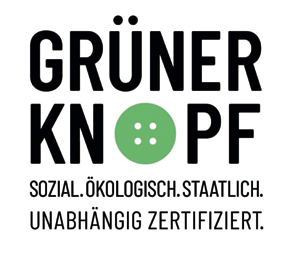 GRÜNER
KNOPF
SOZIAL. ÖKOLOGISCH. STAATLICH.
UNABHÄNGIG ZERTIFIZIERT.